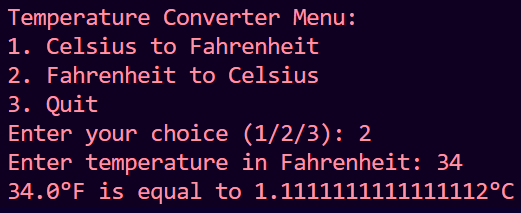 Temperature Converter Menu:
1. Celsius to Fahrenheit
2. Fahrenheit to Celsius
3. Quit
Enter your choice (1/2/3): 2
Enter temperature in Fahrenheit: 34
34.0°F is equal to 1.1111111111111112°C